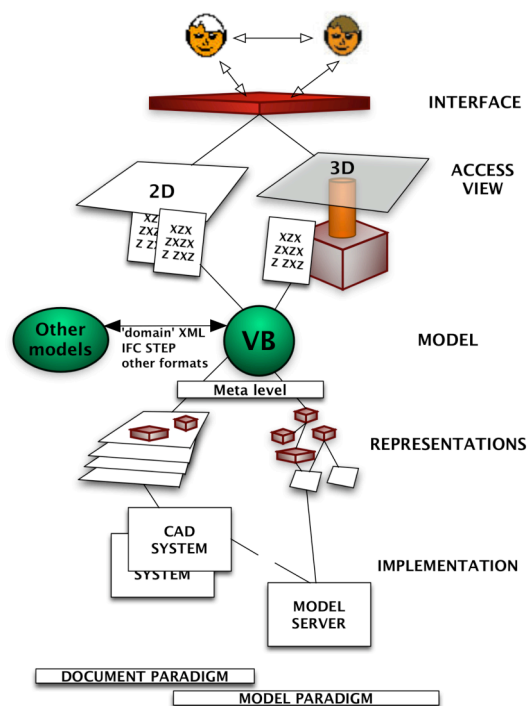 INTERFACE
3D
ACCESS
VIEW
2D
XZX
ZXZX
Z ZXZ
XZX
ZXZX
Z ZXZ
XZX
ZXZX
Z ZXZ
Other
models
'domain' XML
IFC STEP
other formats
VB
MODEL
Meta level
REPRESENTATIONS
CAD
SYSTEM
SYSTEM
IMPLEMENTATION
MODEL
SERVER
DOCUMENT PARADIGM
MODEL PARADIGM